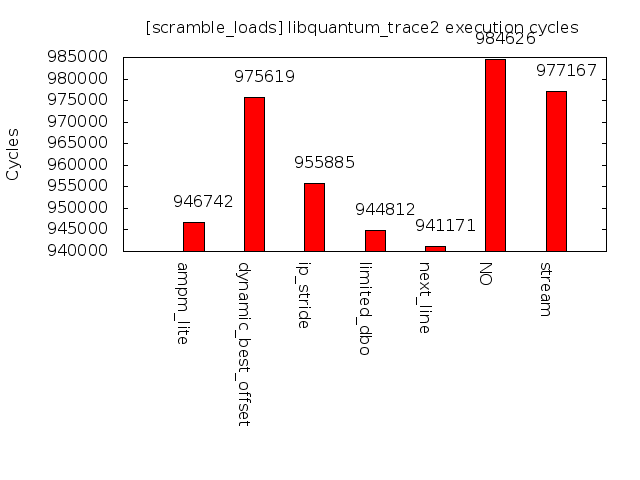 [scramble_loads] libquantum_trace2 execution cycles
Cycles
985000
980000
975000
970000
965000
960000
955000
950000
945000
940000
946742
975619
955885
944812
941171
984626
977167
ampm_lite
dynamic_best_offset
ip_stride
limited_dbo
next_line
NO
stream